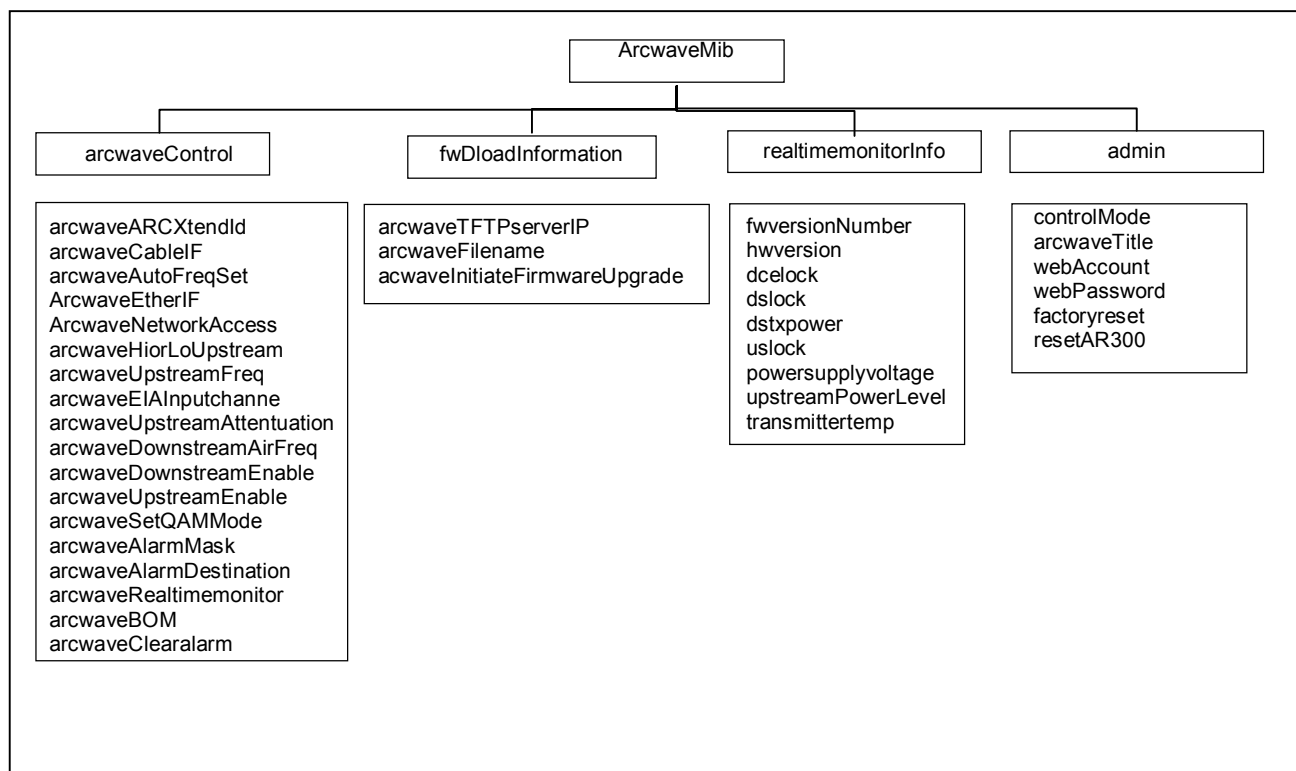 ArcwaveMib
arcwaveControl
fwDloadInformation
realtimemonitorInfo
admin
arcwaveARCXtendId
arcwaveCableIF
arcwaveAutoFreqSet
ArcwaveEtherIF
ArcwaveNetworkAccess
arcwaveHiorLoUpstream
arcwaveUpstreamFreq
arcwaveEIAInputchanne
arcwaveUpstreamAttentuation
arcwaveDownstreamAirFreq
arcwaveDownstreamEnable
arcwaveUpstreamEnable
arcwaveSetQAMMode
arcwaveAlarmMask
arcwaveAlarmDestination
arcwaveRealtimemonitor
arcwaveBOM
arcwaveClearalarm
arcwaveTFTPserverIP
arcwaveFilename
acwaveInitiateFirmwareUpgrade
fwversionNumber
hwversion
dcelock
dslock
dstxpower
uslock
powersupplyvoltage
upstreamPowerLevel
transmittertemp
controlMode
arcwaveTitle
webAccount
webPassword
factoryreset
resetAR300